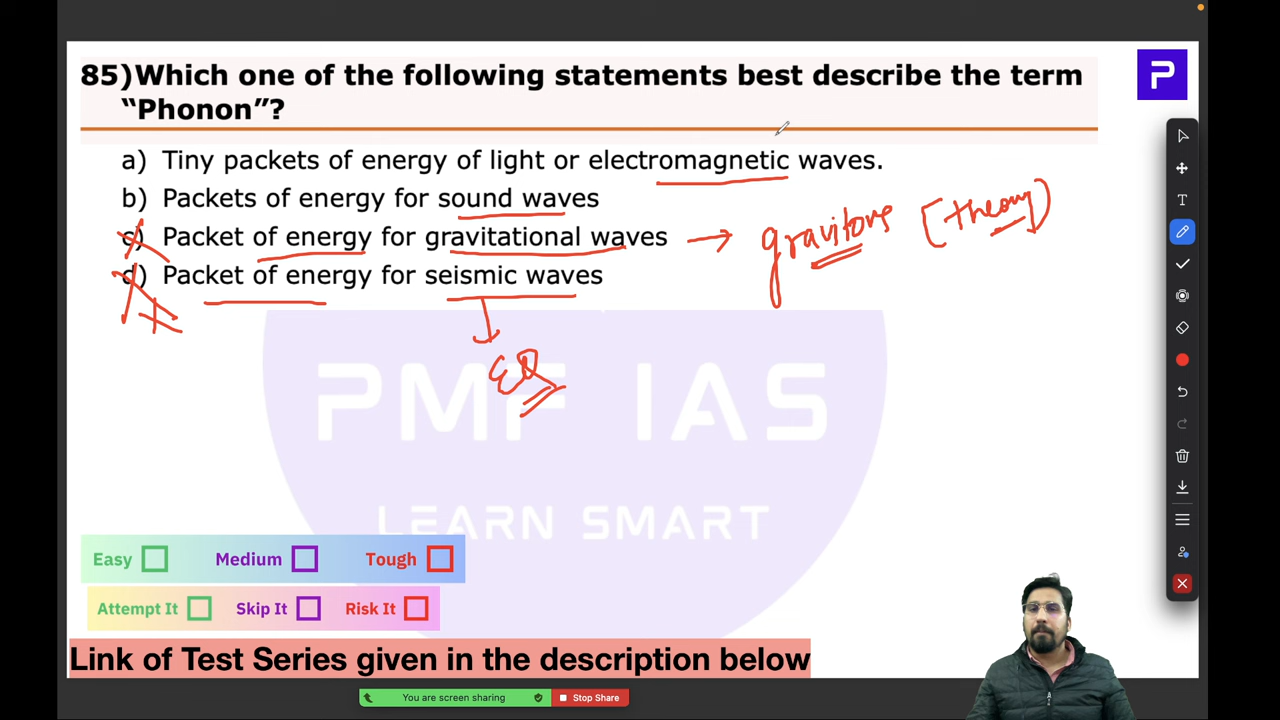 85)Which one of the following statements best describe the term
“Phonon”?
a) Tiny packets of energy of light or electromagnetic waves.
b) Packets of energy for sound waves
c) Packet of energy for gravitational waves → gravitons [theory)
d) Packet of energy for seismic waves
EQ
PMF IAS
LEARN SMART
Easy Medium Tough
Attempt It Skip It Risk It
Link of Test Series given in the description below
You are screen sharing Stop Share
P
T